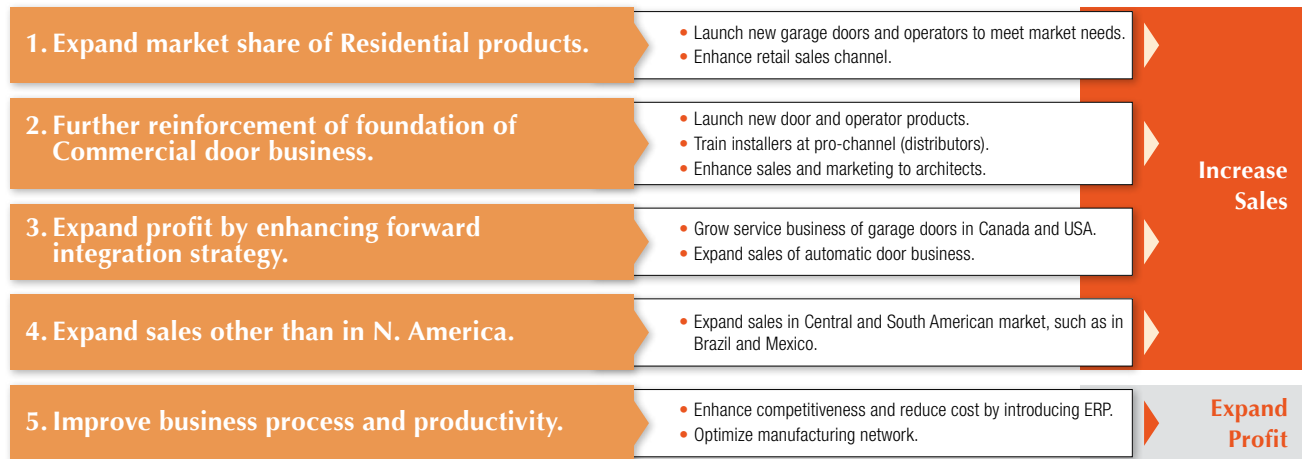 1. Expand market share of Residential products.
• Launch new garage doors and operators to meet market needs.
• Enhance retail sales channel.
2. Further reinforcement of foundation of
Commercial door business.
• Launch new door and operator products.
• Train installers at pro-channel (distributors).
• Enhance sales and marketing to architects.
3. Expand profit by enhancing forward
integration strategy.
• Grow service business of garage doors in Canada and USA.
• Expand sales of automatic door business.
4. Expand sales other than in N. America.
• Expand sales in Central and South American market, such as in
Brazil and Mexico.
Increase
Sales
5. Improve business process and productivity.
• Enhance competitiveness and reduce cost by introducing ERP.
• Optimize manufacturing network.
Expand
Profit